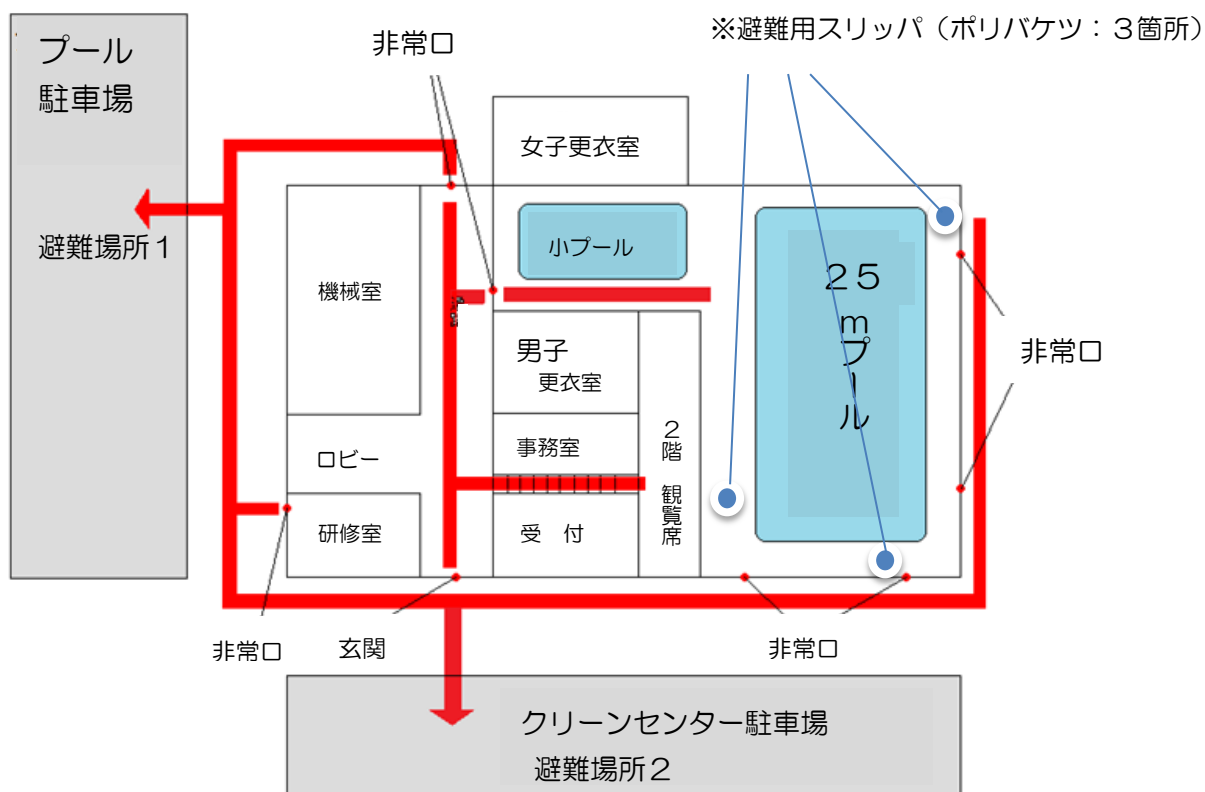 ※避難用スリッパ（ポリバケツ：３箇所）
プール
駐車場
非常口
女子更衣室
避難場所１
小プール
２５
ｍ
プール
機械室
非常口
男子
更衣室
２階 観覧席
事務室
ロビー
研修室
受 付
非常口
玄関
非常口
クリーンセンター駐車場
避難場所２